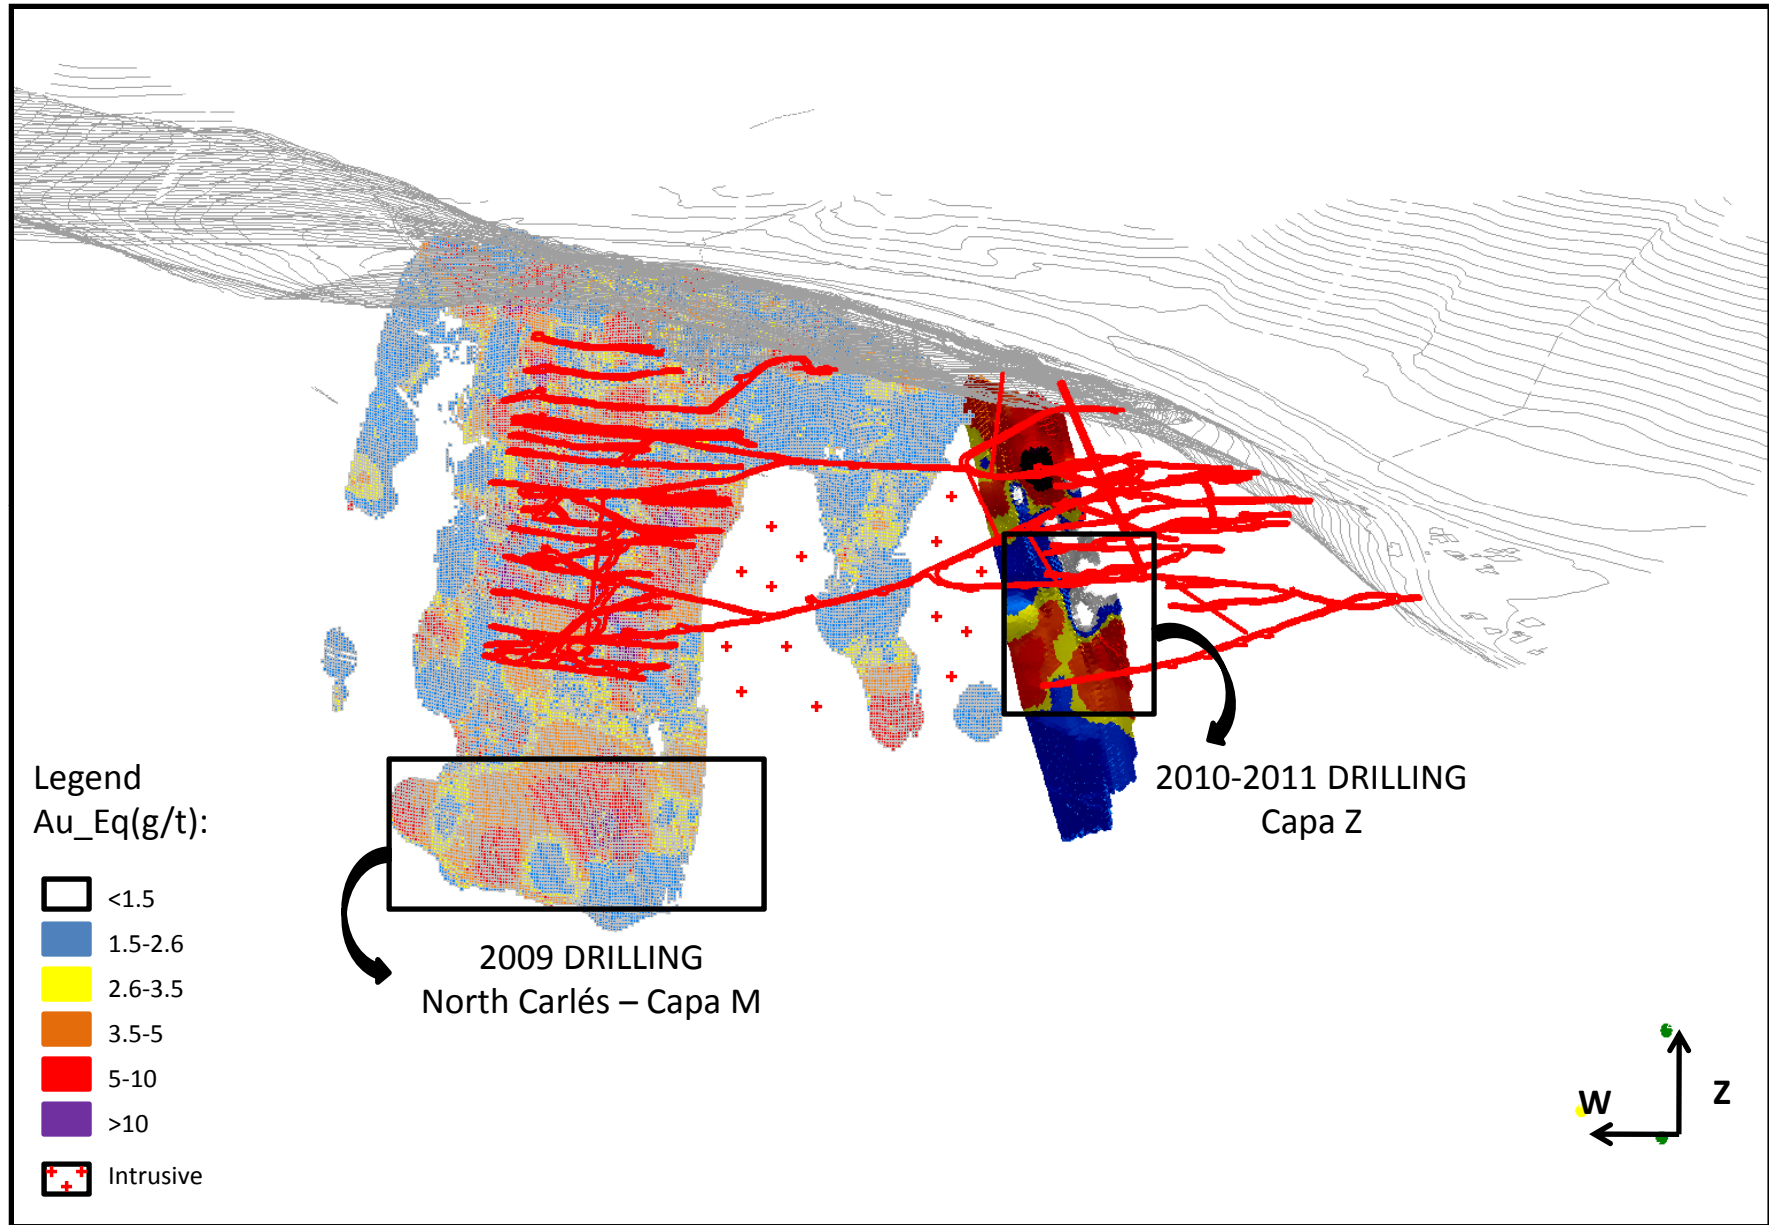 2010-2011 DRILLING
Capa Z
Legend
Au_Eq(g/t):
<1.5
1.5-2.6
2.6-3.5
3.5-5
5-10
>10
Intrusive
2009 DRILLING
North Carlés – Capa M
W
Z